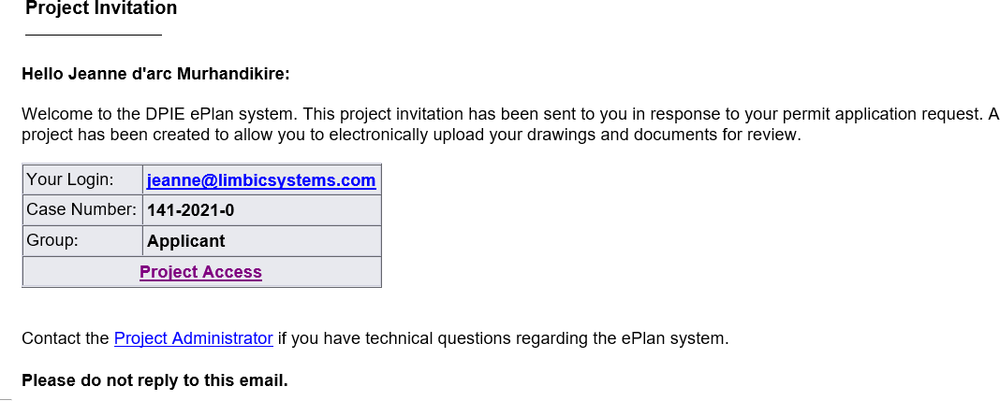 Project Invitation
Hello Jeanne d'arc Murhandikire:
Welcome to the DPIE ePlan system. This project invitation has been sent to you in response to your permit application request. A
project has been created to allow you to electronically upload your drawings and documents for review.
Your Login: jeanne@limbicsystems.com
Case Number: 141-2021-0
Group: Applicant
Project Access
Contact the Project Administrator if you have technical questions regarding the ePlan system.
Please do not reply to this email.